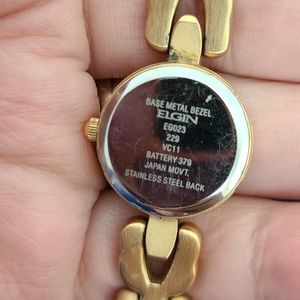 BASE METAL BEZEL
ELGIN
EG023
229
VC11
BATTERY 379
JAPAN MOVT.
STAINLESS STEEL BACK